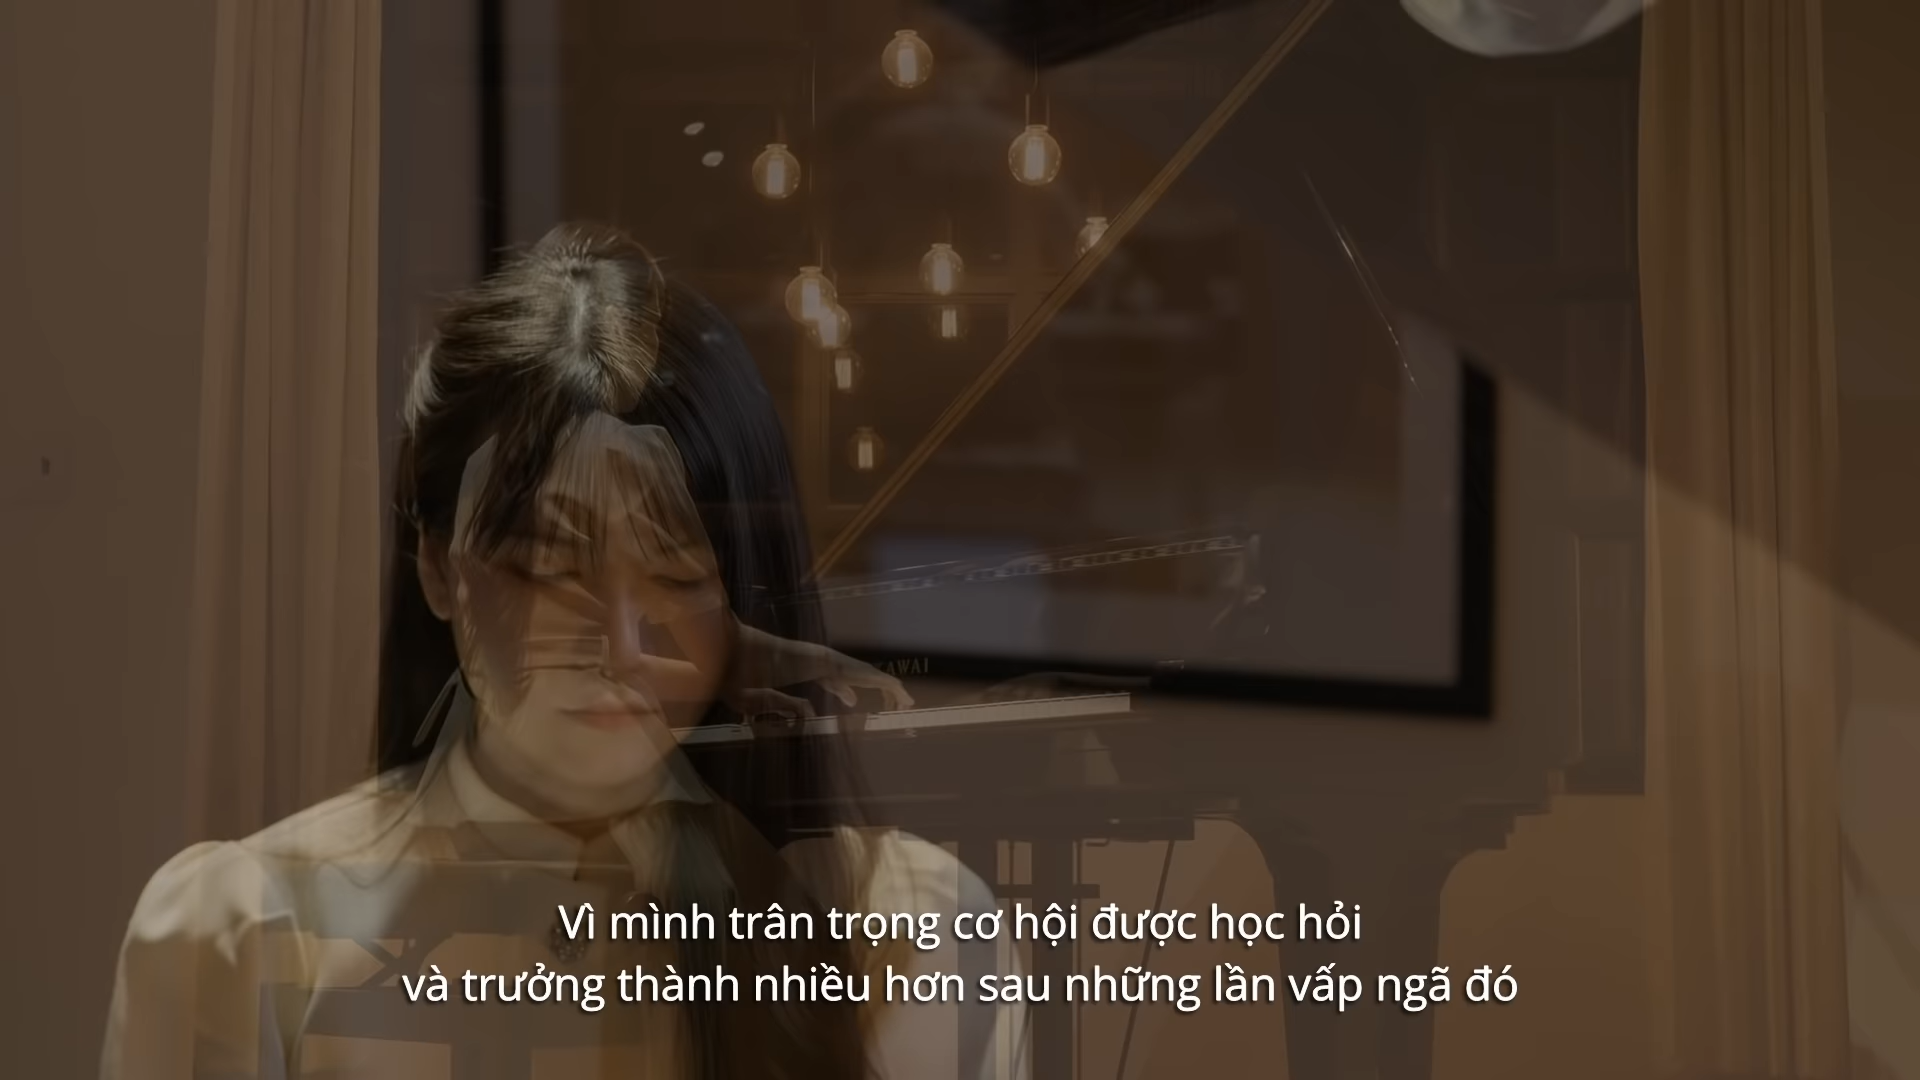 KAWAI
Vì mình trân trọng cơ hội được học hỏi
và trưởng thành nhiều hơn sau những lần vấp ngã đó